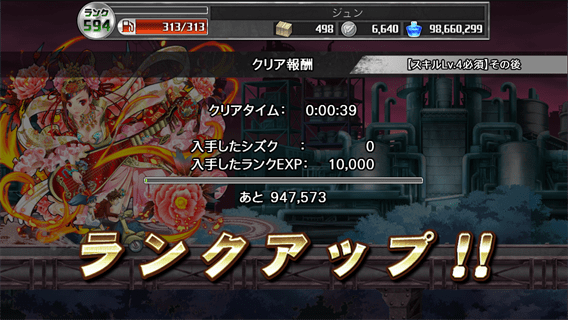 ランク
594
313/313
ジュン
498
6,640
98,660,299
クリア報酬
【スキルLv.4必須】その後
クリアタイム： 0:00:39
入手したシズク ： 0
入手したランクEXP： 10,000
あと 947,573
ランクアップ!!